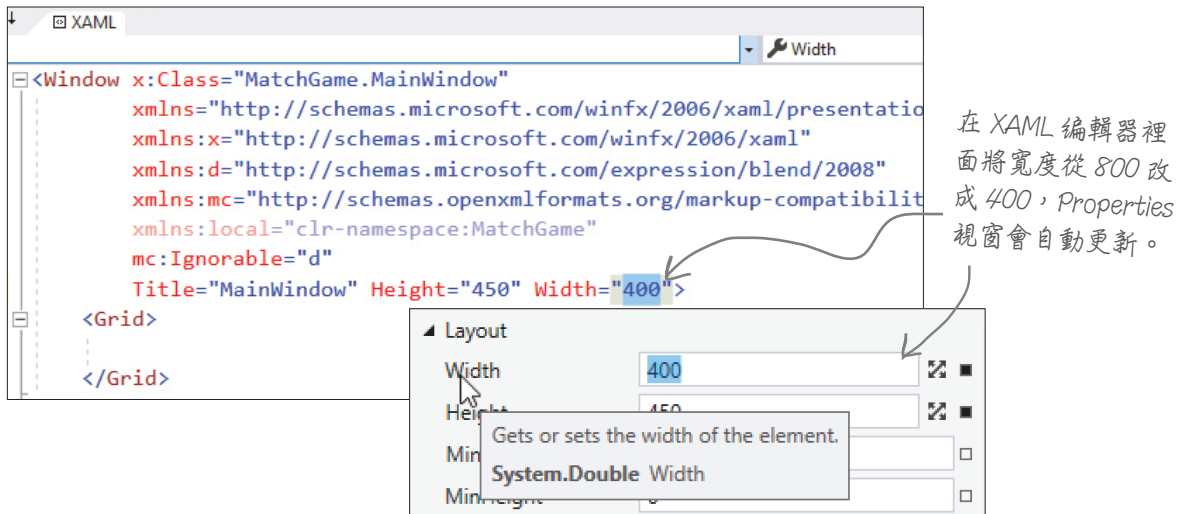 XAML
Width
<Window x:Class="MatchGame.MainWindow"
xmlns="http://schemas.microsoft.com/winfx/2006/xaml/presentatio
xmlns:x="http://schemas.microsoft.com/winfx/2006/xaml"
xmlns:d="http://schemas.microsoft.com/expression/blend/2008"
xmlns:mc="http://schemas.openxmlformats.org/markup-compatibilit
xmlns:local="clr-namespace:MatchGame"
mc:Ignorable="d"
Title="MainWindow" Height="450" Width="400">
<Grid>
</Grid>
在 XAML 編輯器裡
面將寬度從 800 改
成 400,Properties
視窗會自動更新。
Layout
Width 400
Height 450
Gets or sets the width of the element.
Min
System.Double Width
MinHeight